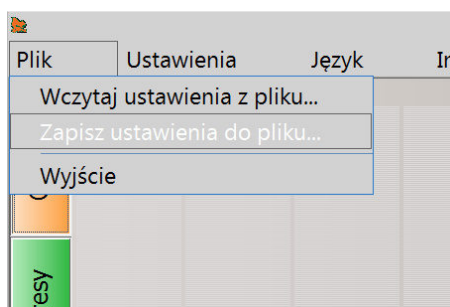 Plik Ustawienia Język
Wczytaj ustawienia z pliku...
Zapisz ustawienia do pliku...
Wyjście